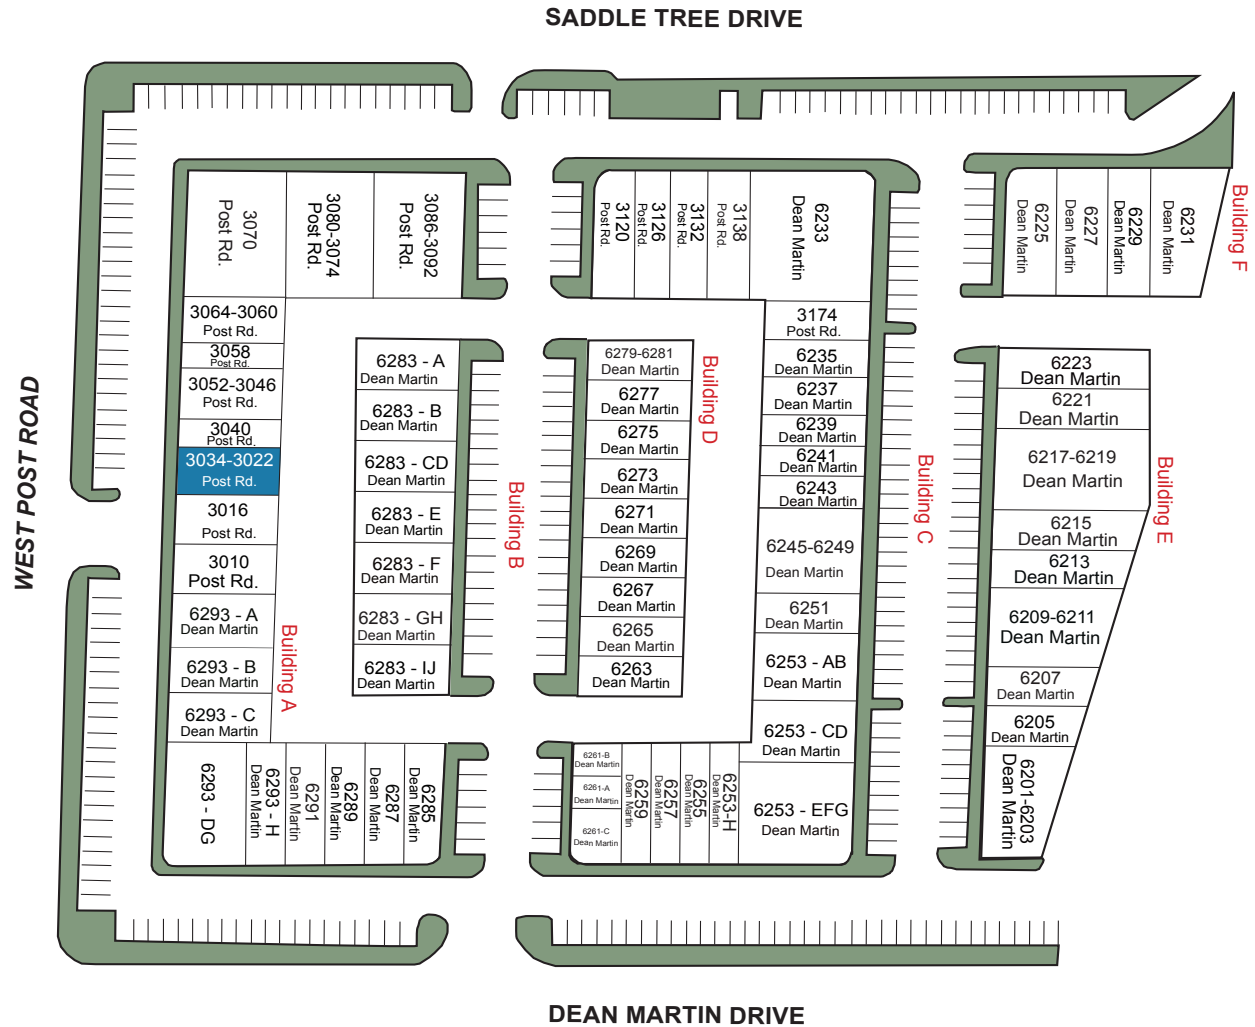 SADDLE TREE DRIVE
WEST POST ROAD
3070
Post Rd.
3080-3074
Post Rd.
3086-3092
Post Rd.
3064-3060
Post Rd.
3058
Post Rd.
3052-3046
Post Rd.
3040
Post Rd.
3034-3022
Post Rd.
3016
Post Rd.
3010
Post Rd.
6293 - A
Dean Martin
6293 - B
Dean Martin
6293 - C
Dean Martin
6293 - DG
6293 - H
Dean Martin
6291
Dean Martin
6289
Dean Martin
6287
Dean Martin
6285
Dean Martin
Building A
6283 - A
Dean Martin
6283 - B
Dean Martin
6283 - CD
Dean Martin
6283 - E
Dean Martin
6283 - F
Dean Martin
6283 - GH
Dean Martin
6283 - IJ
Dean Martin
Building B
3120
Post Rd.
3126
Post Rd.
3132
Post Rd.
3138
Post Rd.
6233
Dean Martin
6279-6281
Dean Martin
6277
Dean Martin
6275
Dean Martin
6273
Dean Martin
6271
Dean Martin
6269
Dean Martin
6267
Dean Martin
6265
Dean Martin
6263
Dean Martin
Building D
3174
Post Rd.
6235
Dean Martin
6237
Dean Martin
6239
Dean Martin
6241
Dean Martin
6243
Dean Martin
6245-6249
Dean Martin
6251
Dean Martin
6253 - AB
Dean Martin
6253 - CD
Dean Martin
6253 - EFG
Dean Martin
6261-B
Dean Martin
6261-A
Dean Martin
6261-C
Dean Martin
6259
Dean Martin
6257
Dean Martin
6255
Dean Martin
6253-H
Dean Martin
Building C
6225
Dean Martin
6227
Dean Martin
6229
Dean Martin
6231
Dean Martin
Building F
6223
Dean Martin
6221
Dean Martin
6217-6219
Dean Martin
6215
Dean Martin
6213
Dean Martin
6209-6211
Dean Martin
6207
Dean Martin
6205
Dean Martin
6201-6203
Dean Martin
Building E
DEAN MARTIN DRIVE